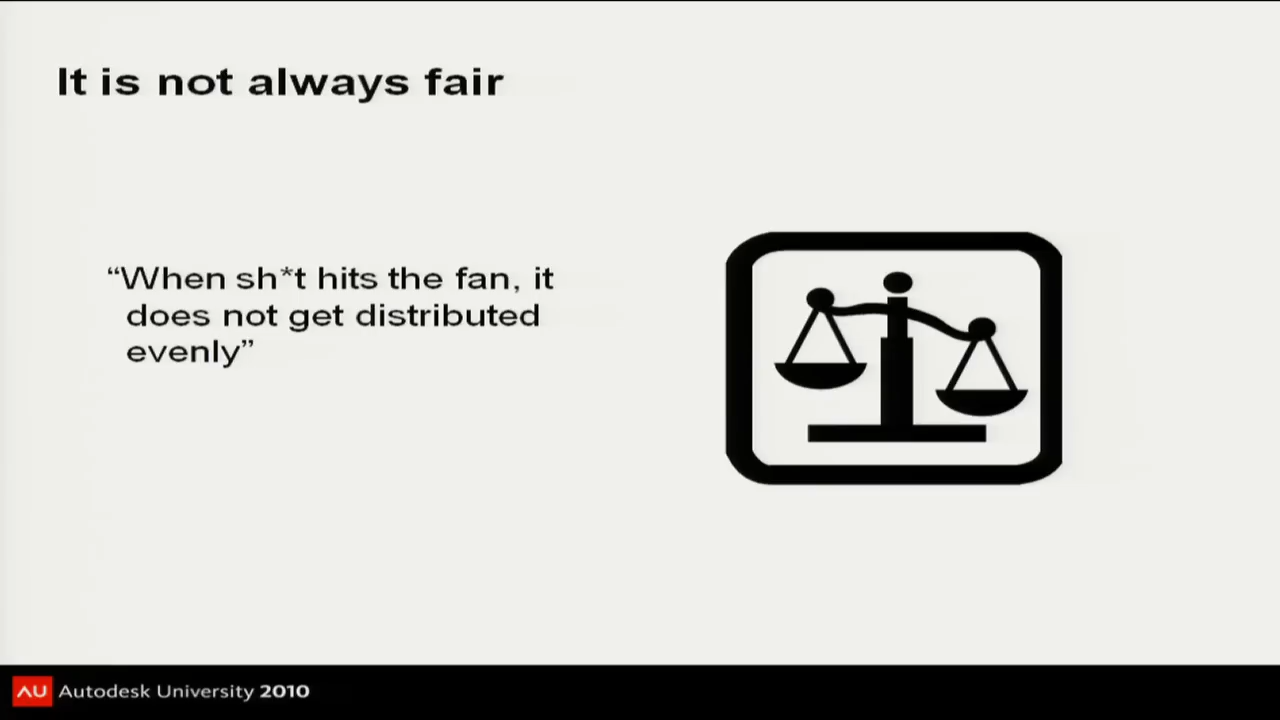 It is not always fair
“When sh*t hits the fan, it
does not get distributed
evenly”
AU Autodesk University 2010